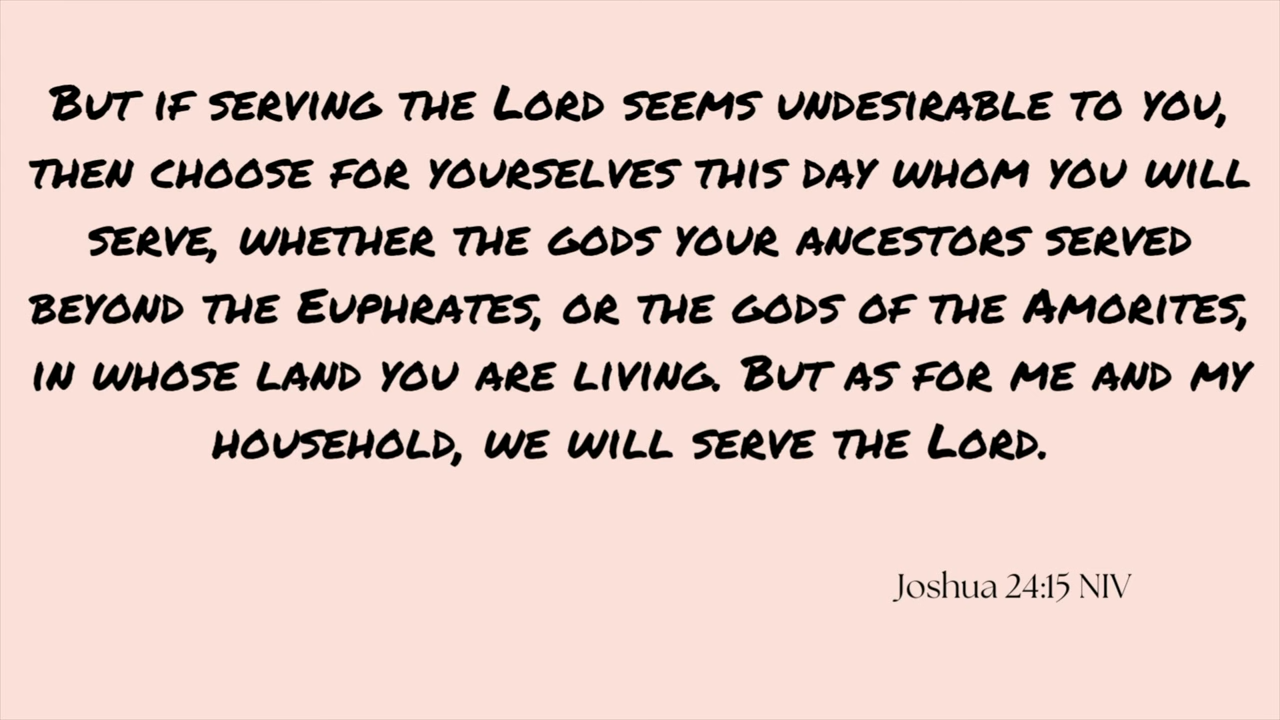 But if serving the Lord seems undesirable to you,
then choose for yourselves this day whom you will
serve, whether the gods your ancestors served
beyond the Euphrates, or the gods of the Amorites,
in whose land you are living. But as for me and my
household, we will serve the Lord.
Joshua 24:15 NIV